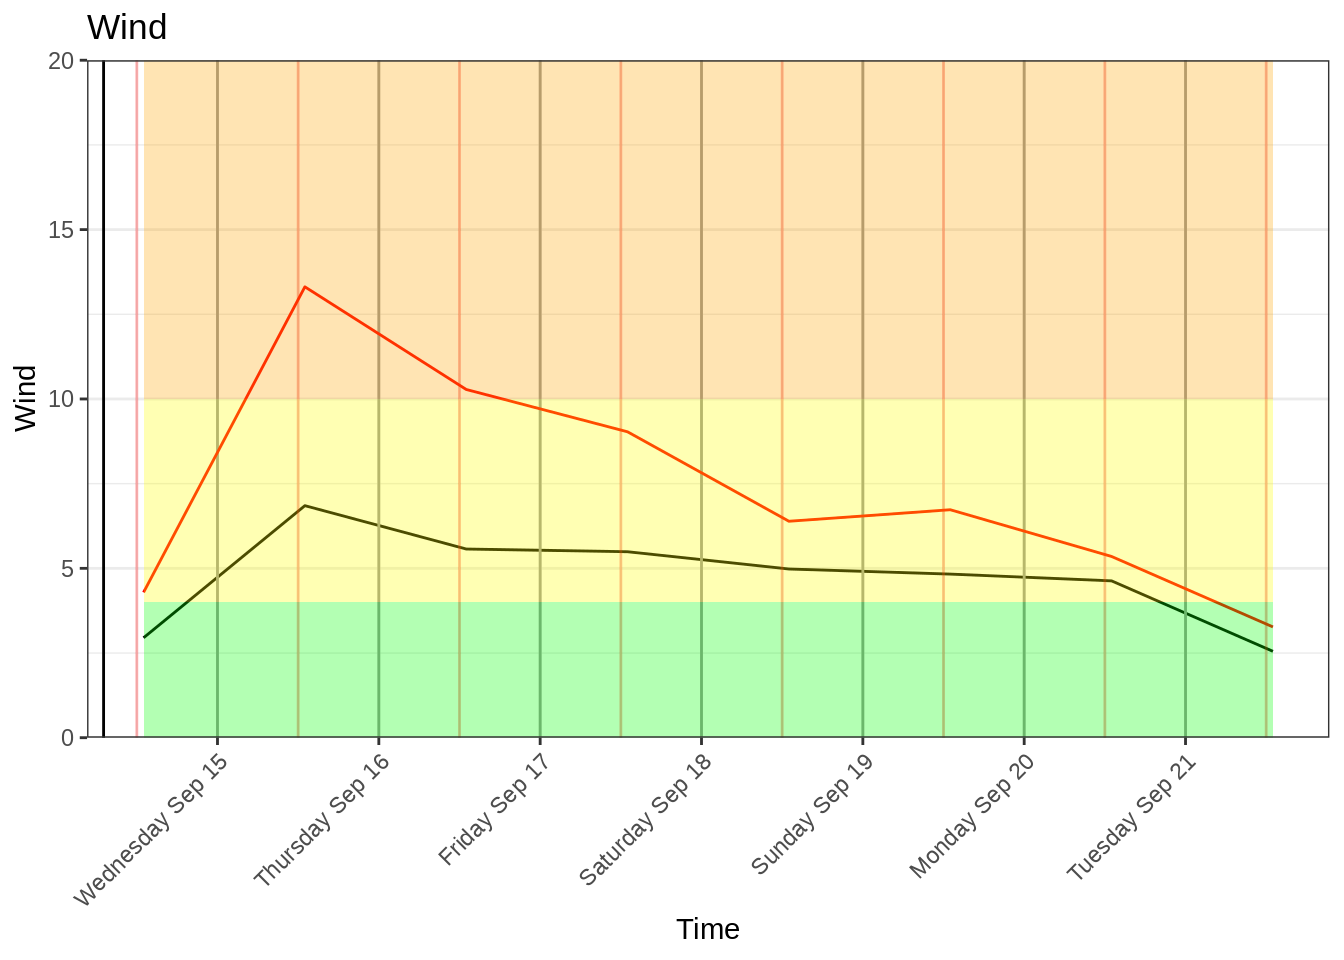 Wind
20
15
10
5
0
Wind
Wednesday Sep 15
Thursday Sep 16
Friday Sep 17
Saturday Sep 18
Sunday Sep 19
Monday Sep 20
Tuesday Sep 21
Time